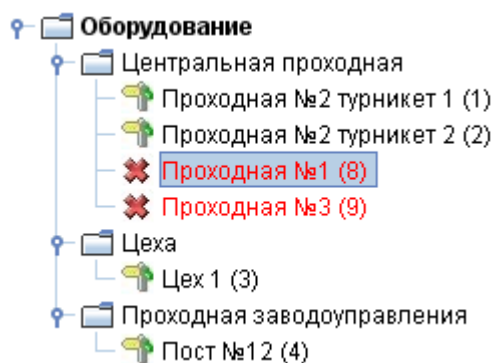 Оборудование
Центральная проходная
Проходная №2 турникет 1 (1)
Проходная №2 турникет 2 (2)
Проходная №1 (8)
Проходная №3 (9)
Цеха
Цех 1 (3)
Проходная заводоуправления
Пост №12 (4)